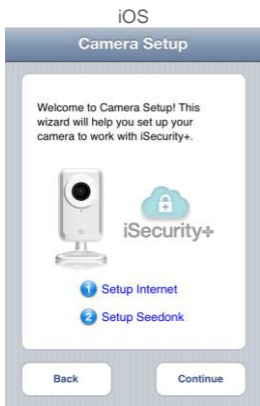 iOS
Camera Setup
Welcome to Camera Setup! This
wizard will help you set up your
camera to work with iSecurity+.
iSecurity+
1 Setup Internet
2 Setup Seedonk
Back Continue